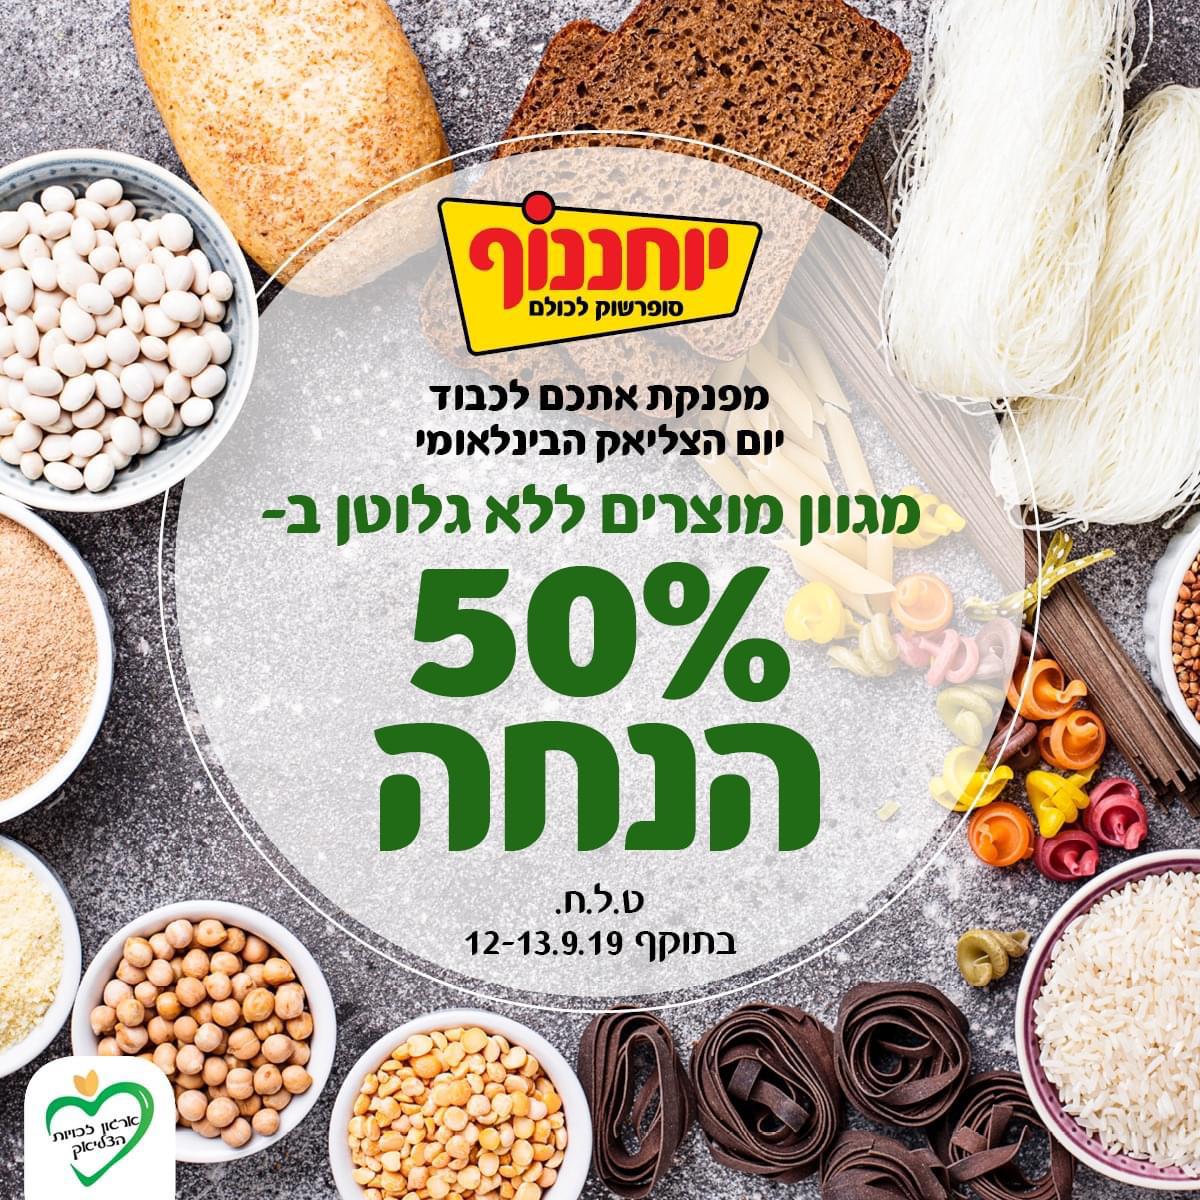 יוחננוף
סופרשוק לכולם
מפנקת אתכם לכבוד
יום הצליאק הבינלאומי
מגוון מוצרים ללא גלוטן ב-
50%
הנחה
ט.ל.ח.
בתוקף 12-13.9.19
ארגון לכויות
הצליאק